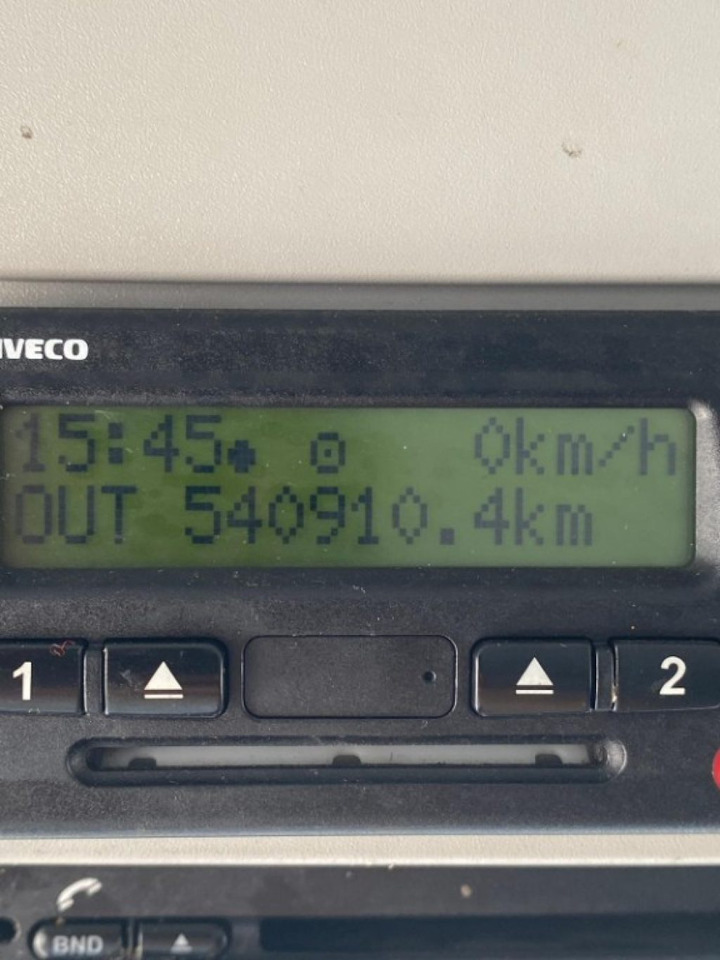 IVECO
15:45 0km/h
OUT 540910.4km
1 2
BND